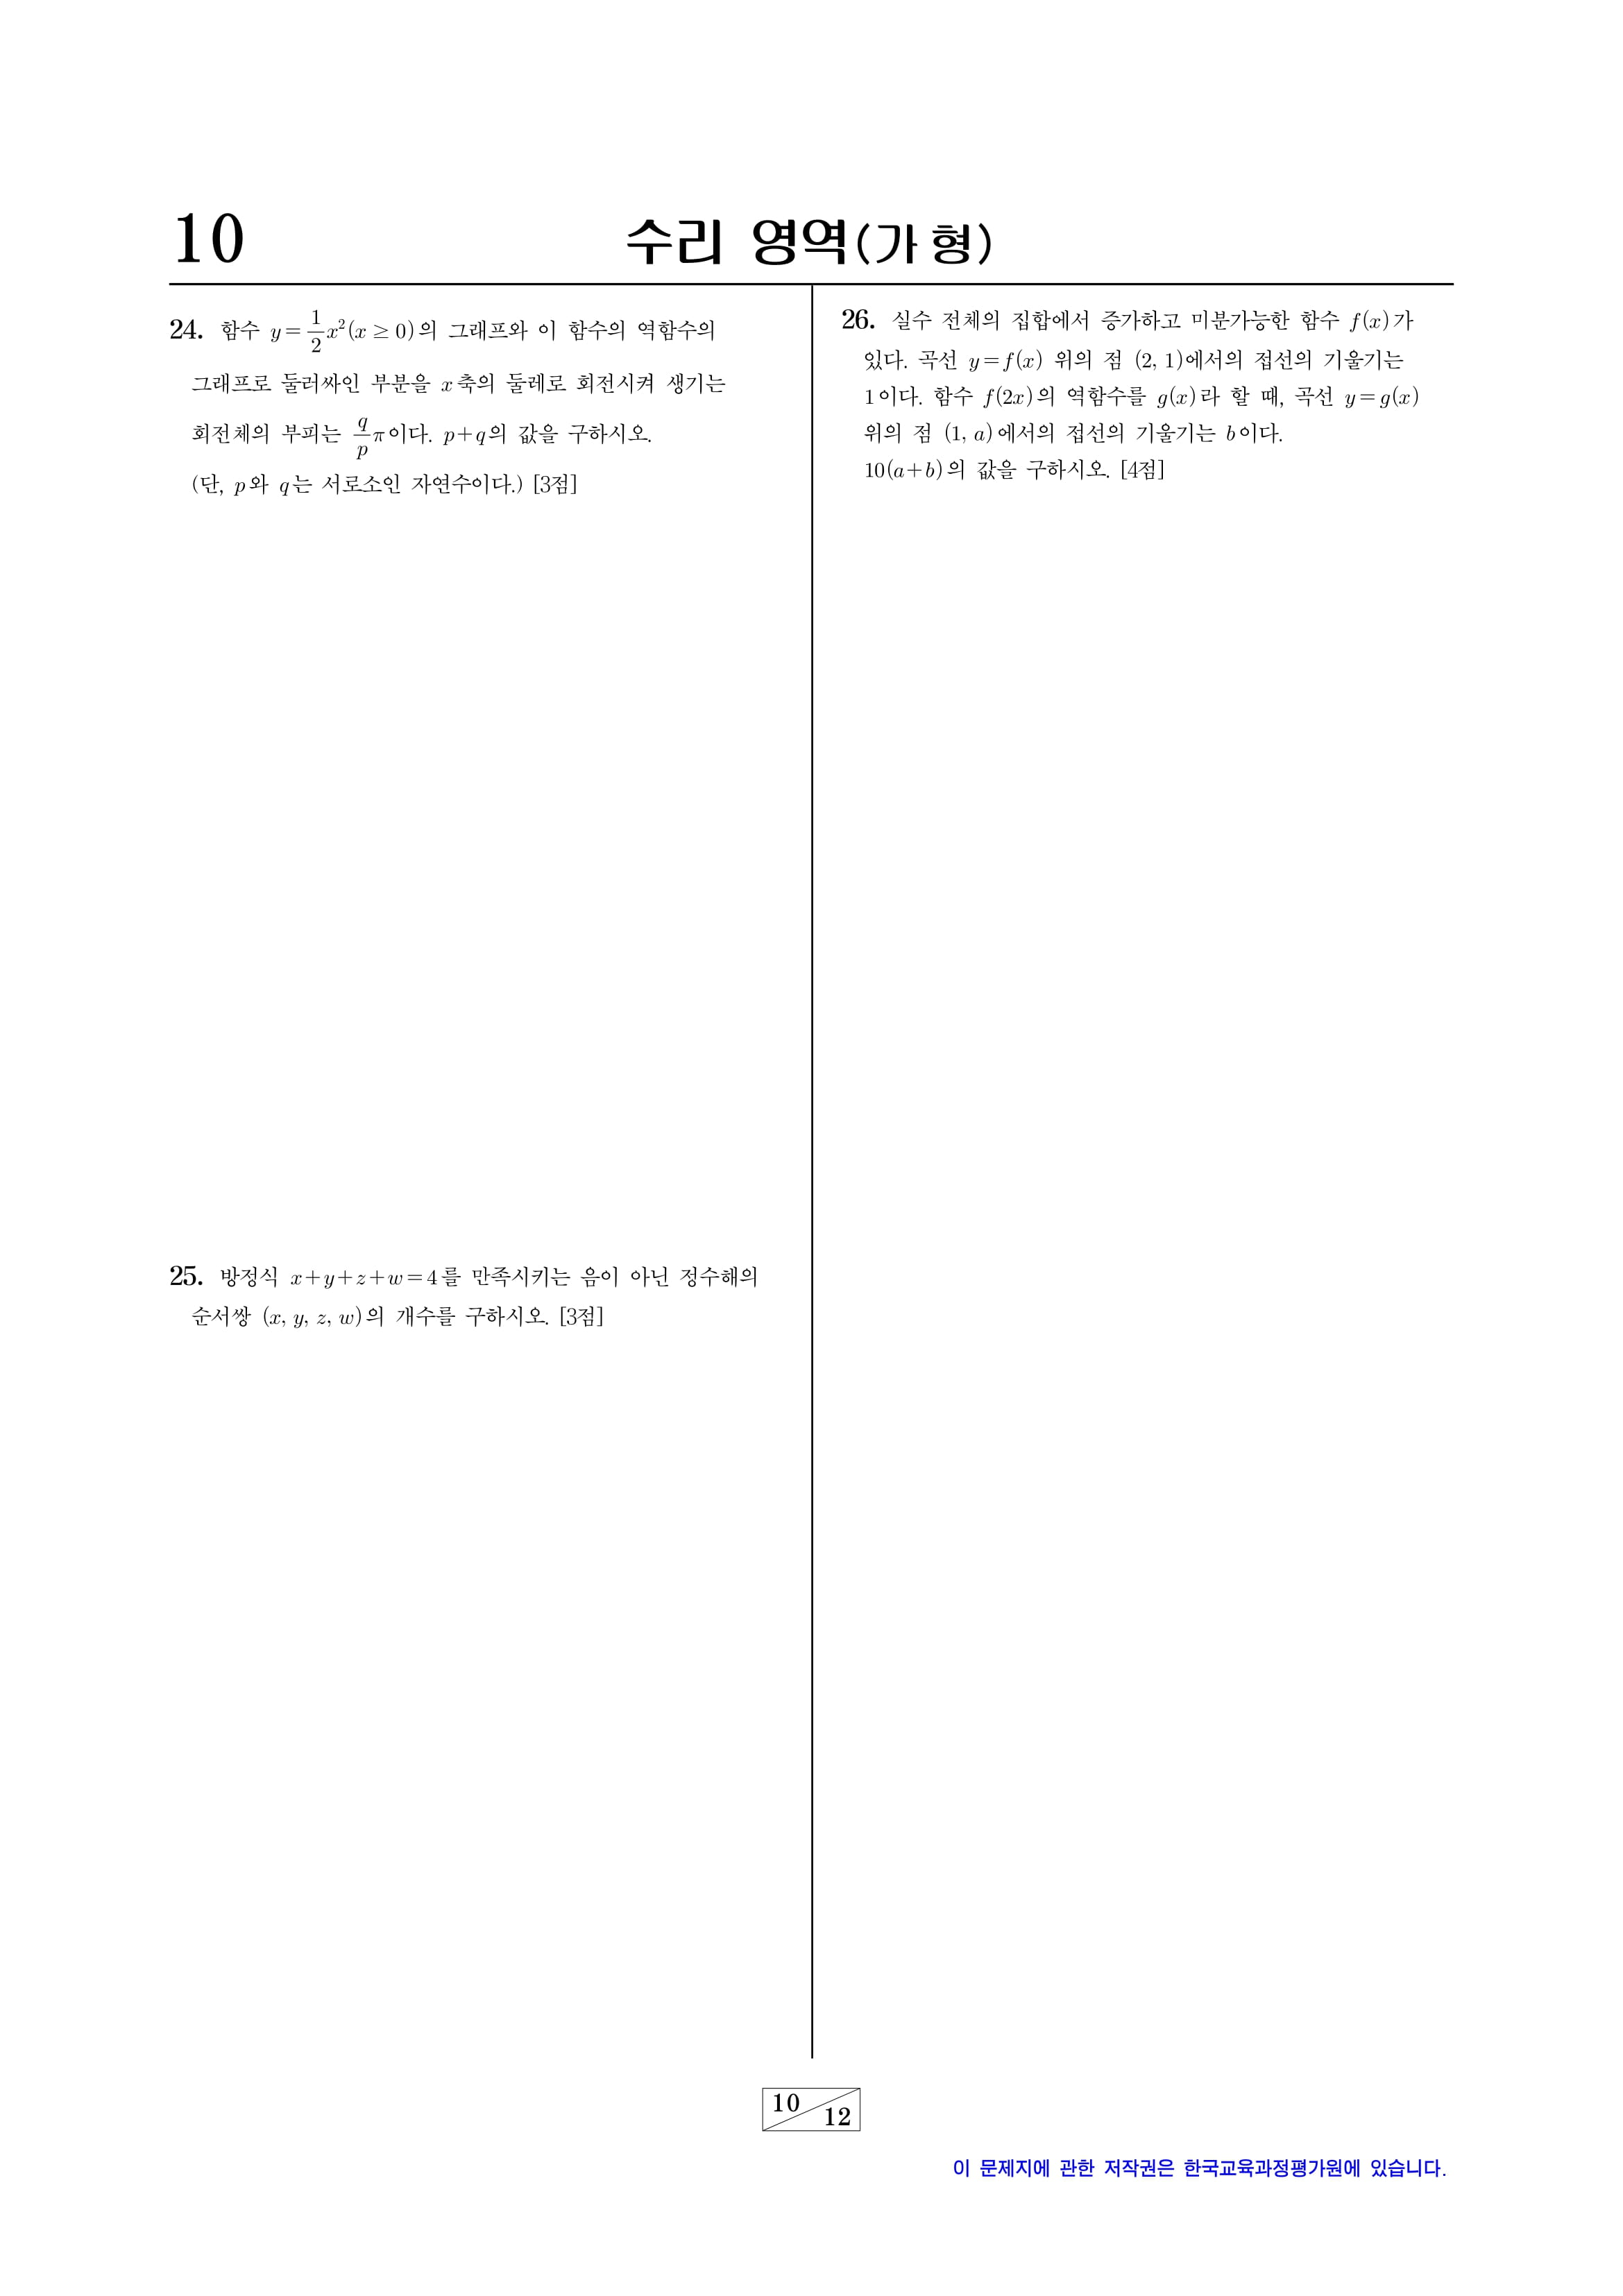 10
수리 영역(가 형)
24. 함수 y = 1/2 x²(x ≥ 0)의 그래프와 이 함수의 역함수의
그래프로 둘러싸인 부분을 x축의 둘레로 회전시켜 생기는
회전체의 부피는 q/p π이다. p+q의 값을 구하시오.
(단, p와 q는 서로소인 자연수이다.) [3점]
25. 방정식 x+y+z+w=4를 만족시키는 음이 아닌 정수해의
순서쌍 (x, y, z, w)의 개수를 구하시오. [3점]
26. 실수 전체의 집합에서 증가하고 미분가능한 함수 f(x)가
있다. 곡선 y=f(x) 위의 점 (2, 1)에서의 접선의 기울기는
1이다. 함수 f(2x)의 역함수를 g(x)라 할 때, 곡선 y=g(x)
위의 점 (1, a)에서의 접선의 기울기는 b이다.
10(a+b)의 값을 구하시오. [4점]
10
12
이 문제지에 관한 저작권은 한국교육과정평가원에 있습니다.